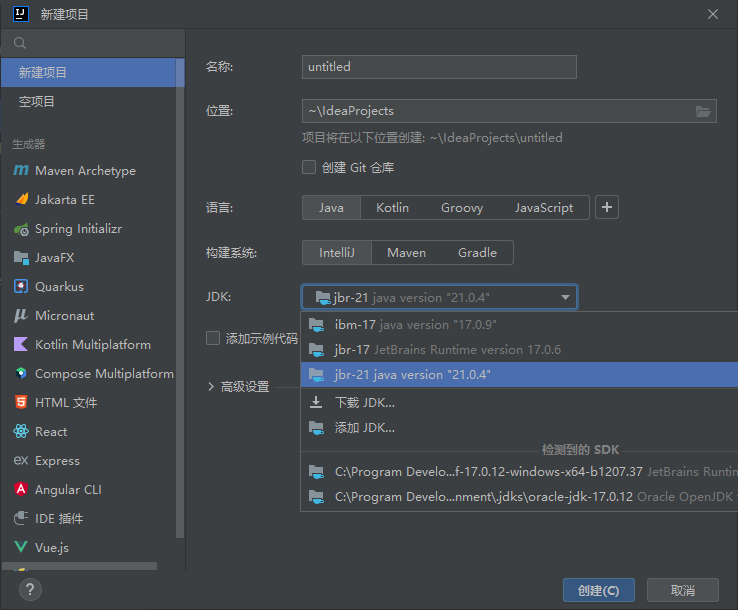 新建项目
新建项目
空项目
生成器
Maven Archetype
Jakarta EE
Spring Initializr
JavaFX
Quarkus
Micronaut
Kotlin Multiplatform
Compose Multiplatform
HTML 文件
React
Express
Angular CLI
IDE 插件
Vue.js
名称:
untitled
位置:
~\IdeaProjects
项目将在以下位置创建: ~\IdeaProjects\untitled
创建 Git 仓库
语言:
Java Kotlin Groovy JavaScript +
构建系统:
IntelliJ Maven Gradle
JDK:
jbr-21 java version "21.0.4"
ibm-17 java version "17.0.9"
jbr-17 JetBrains Runtime version 17.0.6
jbr-21 java version "21.0.4"
下载 JDK...
添加 JDK...
检测到的 SDK
C:\Program Develo...f-17.0.12-windows-x64-b1207.37 JetBrains Runtin
C:\Program Develo...nment\.jdks\oracle-jdk-17.0.12 Oracle OpenJDK
添加示例代码
高级设置
?
创建(C)
取消